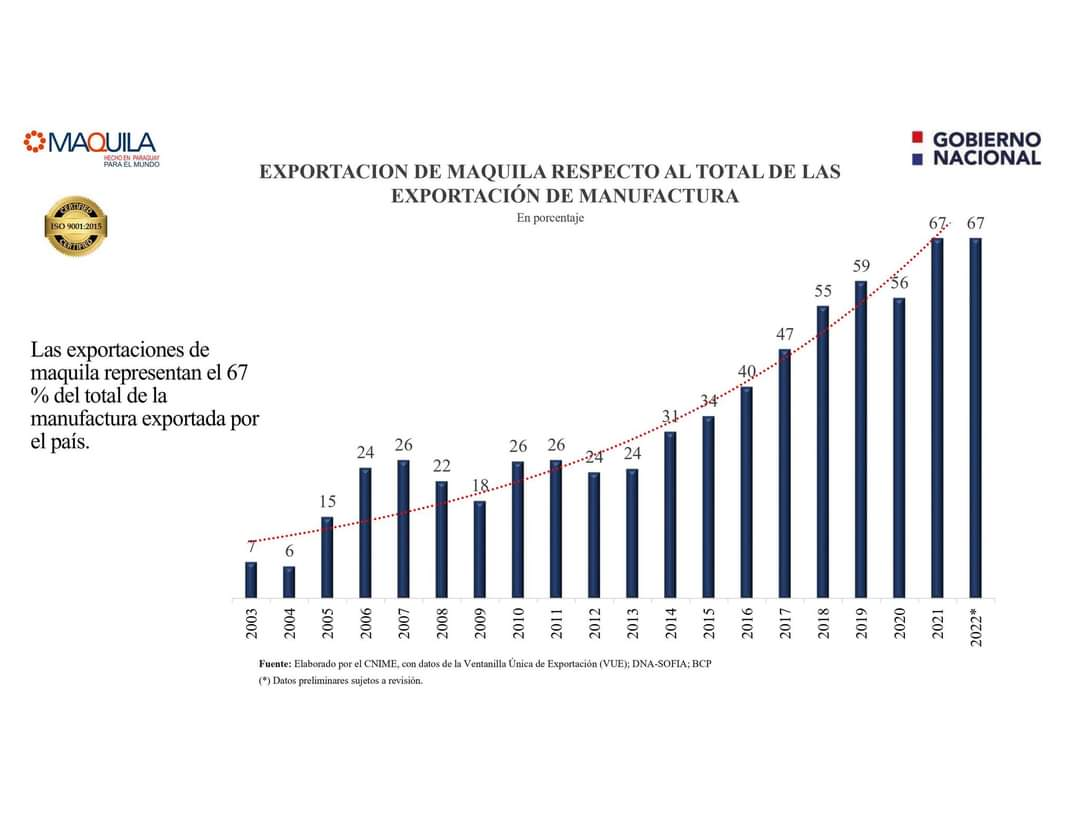 MAQUILA
HECHO EN PARAGUAY
PARA EL MUNDO
GOBIERNO
NACIONAL
EXPORTACION DE MAQUILA RESPECTO AL TOTAL DE LAS
EXPORTACIÓN DE MANUFACTURA
En porcentaje
CERTIFIED
ISO 9001:2015
CERTIFIED
Las exportaciones de
maquila representan el 67
% del total de la
manufactura exportada por
el país.
7 6 15 24 26 22 18 26 26 24 24 31 34 40 47 55 59 56 67 67
2003 2004 2005 2006 2007 2008 2009 2010 2011 2012 2013 2014 2015 2016 2017 2018 2019 2020 2021 2022*
Fuente: Elaborado por el CNIME, con datos de la Ventanilla Única de Exportación (VUE); DNA-SOFIA; BCP
(*) Datos preliminares sujetos a revisión.